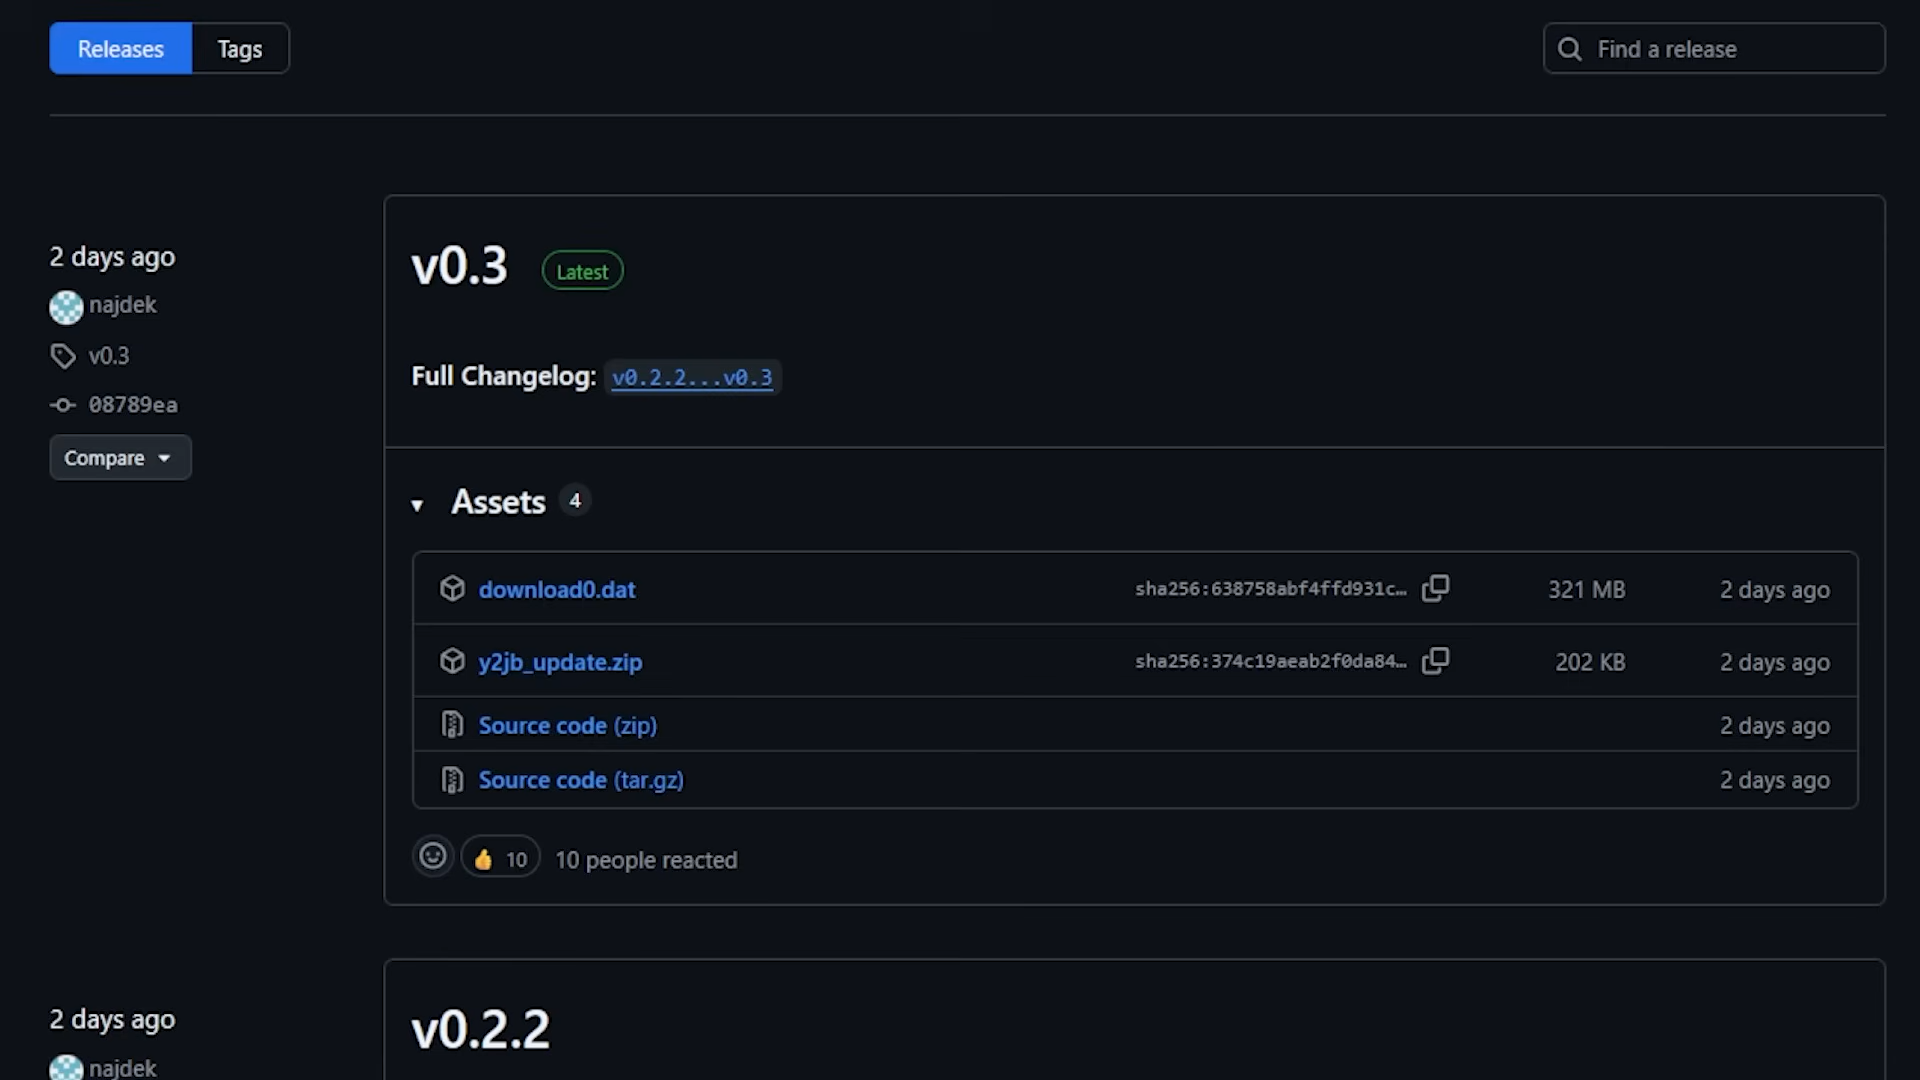 Releases
Tags
Find a release
2 days ago
najdek
v0.3
08789ea
Compare
v0.3 Latest
Full Changelog: v0.2.2...v0.3
Assets 4
download0.dat sha256:638758abf4ffd931c… 321 MB 2 days ago
y2jb_update.zip sha256:374c19aeab2f0da84… 202 KB 2 days ago
Source code (zip) 2 days ago
Source code (tar.gz) 2 days ago
👍 10 10 people reacted
2 days ago
najdek
v0.2.2